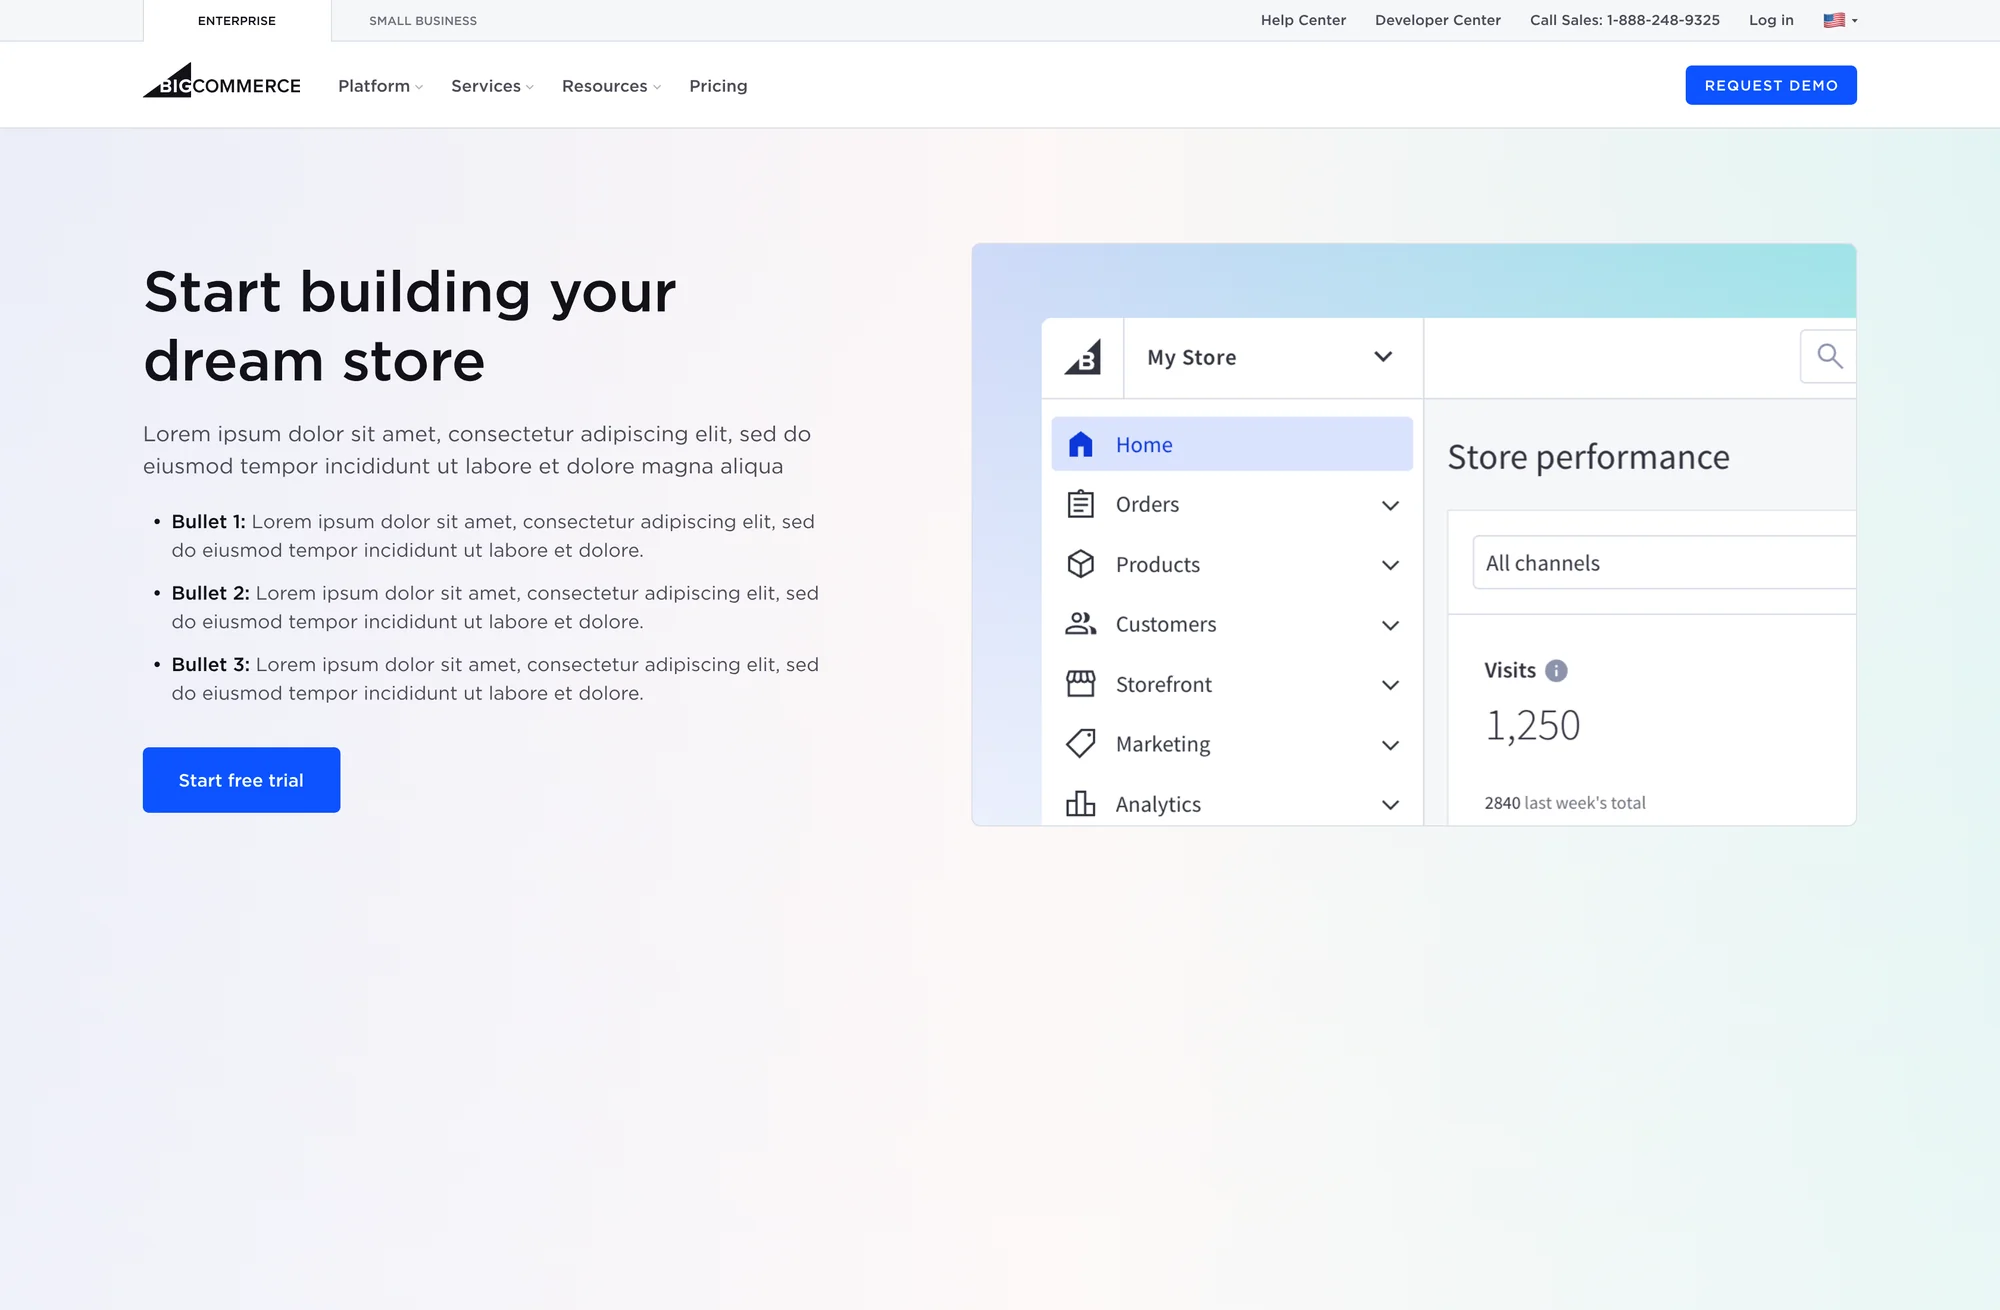 ENTERPRISE
SMALL BUSINESS
Help Center
Developer Center
Call Sales: 1-888-248-9325
Log in
BIGCOMMERCE
Platform
Services
Resources
Pricing
REQUEST DEMO
Start building your
dream store
Lorem ipsum dolor sit amet, consectetur adipiscing elit, sed do
eiusmod tempor incididunt ut labore et dolore magna aliqua
• Bullet 1: Lorem ipsum dolor sit amet, consectetur adipiscing elit, sed
do eiusmod tempor incididunt ut labore et dolore.
• Bullet 2: Lorem ipsum dolor sit amet, consectetur adipiscing elit, sed
do eiusmod tempor incididunt ut labore et dolore.
• Bullet 3: Lorem ipsum dolor sit amet, consectetur adipiscing elit, sed
do eiusmod tempor incididunt ut labore et dolore.
Start free trial
B
My Store
Home
Orders
Products
Customers
Storefront
Marketing
Analytics
Store performance
All channels
Visits
1,250
2840 last week's total